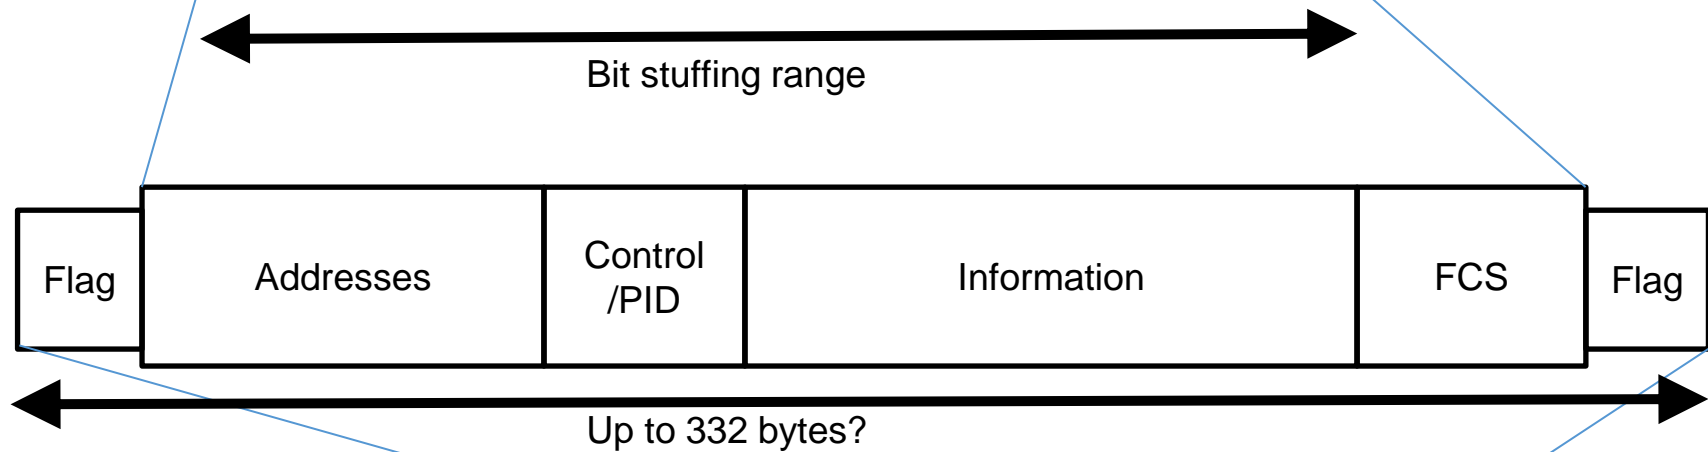 Bit stuffing range
Flag
Addresses
Control
/PID
Information
FCS
Flag
Up to 332 bytes?